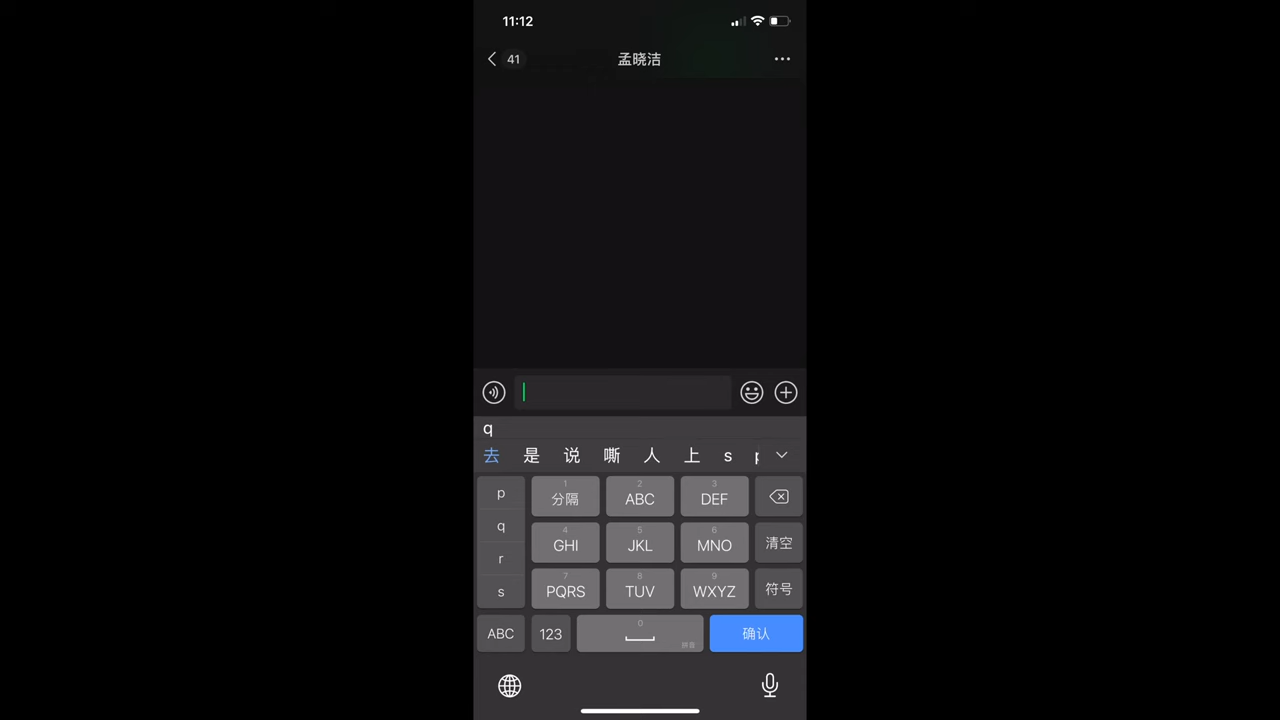 11:12
41 孟晓洁
q
去 是 说 嘶 人 上 s
p
q
r
s
1 分隔
2 ABC
3 DEF
4 GHI
5 JKL
6 MNO
清空
7 PQRS
8 TUV
9 WXYZ
符号
ABC
123
0 拼音
确认